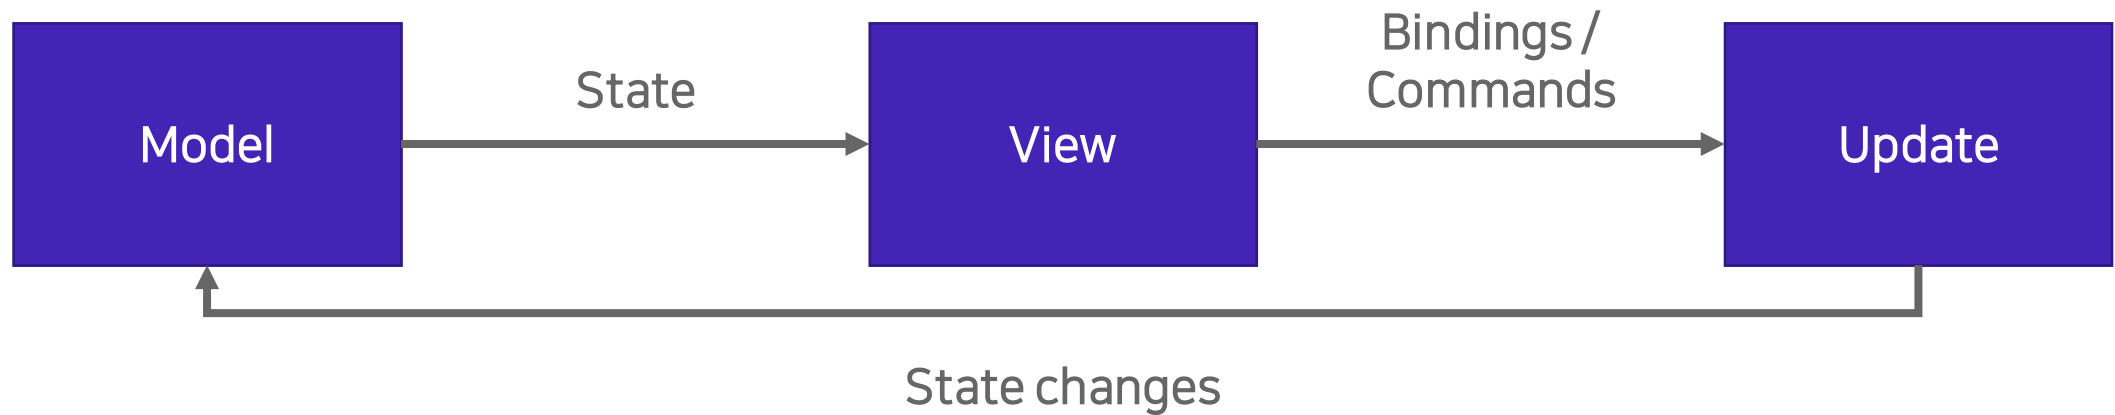 Model
State
View
Bindings /
Commands
Update
State changes